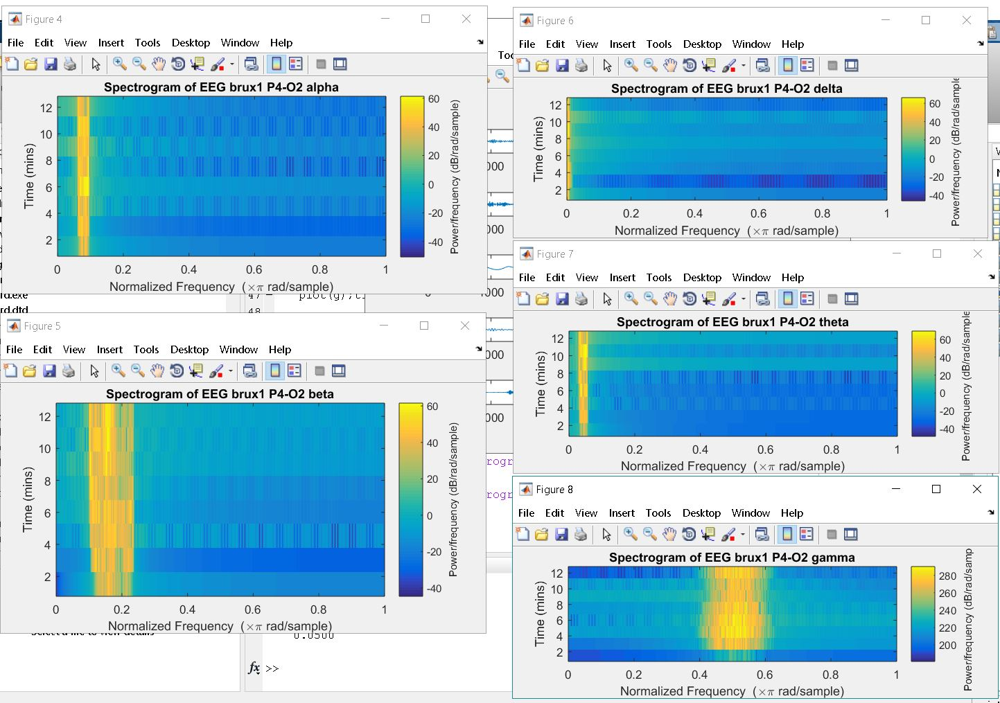 Figure 4
File Edit View Insert Tools Desktop Window Help
Spectrogram of EEG brux1 P4-O2 alpha
Time (mins)
12
10
8
6
4
2
0 0.2 0.4 0.6 0.8 1
Normalized Frequency (×π rad/sample)
60
40
20
0
-20
-40
Power/frequency (dB/rad/sample)
rd.exe
rd.dtd
47
plot(g);t
48
Figure 5
File Edit View Insert Tools Desktop Window Help
Spectrogram of EEG brux1 P4-O2 beta
Time (mins)
12
10
8
6
4
2
0 0.2 0.4 0.6 0.8 1
Normalized Frequency (×π rad/sample)
60
40
20
0
-20
-40
Power/frequency (dB/rad/sample)
Select a file to view details
0.0500
fx >>
Toc
000
000
1000
000
000
rogr
rogr
Figure 6
File Edit View Insert Tools Desktop Window Help
Spectrogram of EEG brux1 P4-O2 delta
Time (mins)
12
10
8
6
4
2
0 0.2 0.4 0.6 0.8 1
Normalized Frequency (×π rad/sample)
60
40
20
0
-20
-40
Power/frequency (dB/rad/sample
Figure 7
File Edit View Insert Tools Desktop Window Help
Spectrogram of EEG brux1 P4-O2 theta
Time (mins)
12
10
8
6
4
2
0 0.2 0.4 0.6 0.8 1
Normalized Frequency (×π rad/sample)
60
40
20
0
-20
-40
Power/frequency (dB/rad/sample
Figure 8
File Edit View Insert Tools Desktop Window Help
Spectrogram of EEG brux1 P4-O2 gamma
Time (mins)
12
10
8
6
4
2
0 0.2 0.4 0.6 0.8 1
Normalized Frequency (×π rad/sample)
280
260
240
220
200
Power/frequency (dB/rad/samp